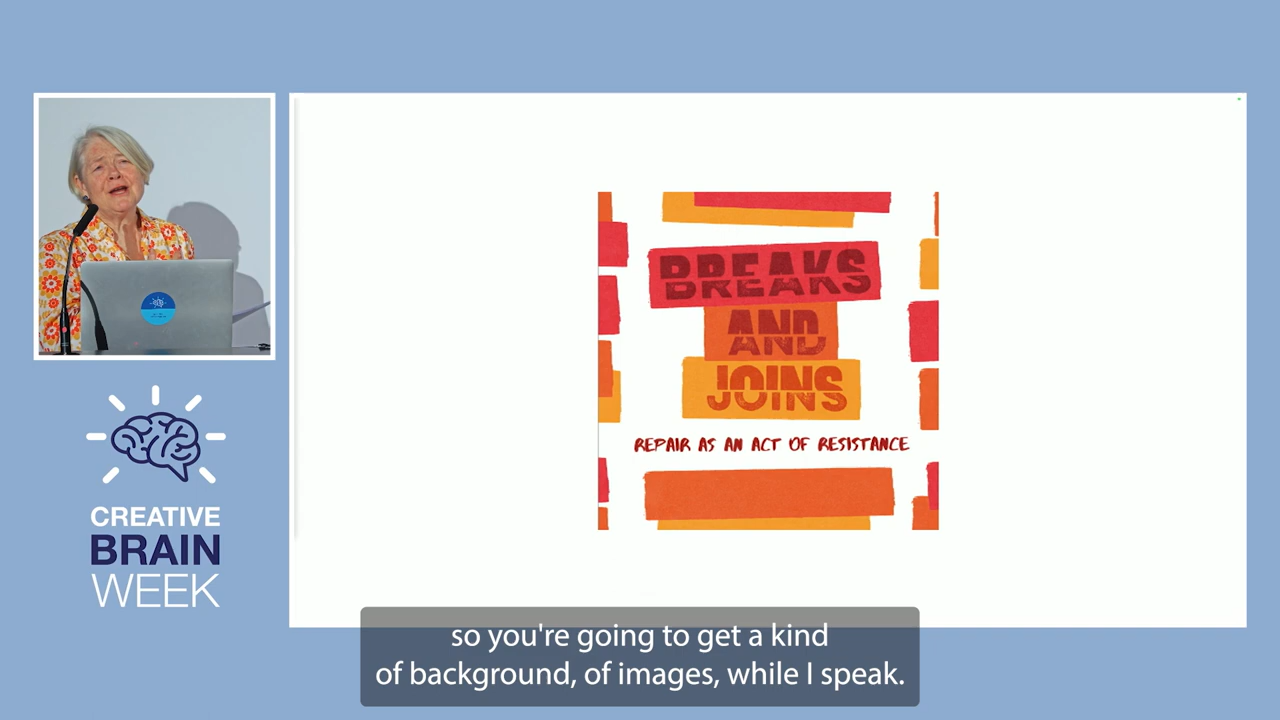 BREAKS
AND
JOINS
REPAIR AS AN ACT OF RESISTANCE
CREATIVE
BRAIN
WEEK
so you're going to get a kind
of background, of images, while I speak.